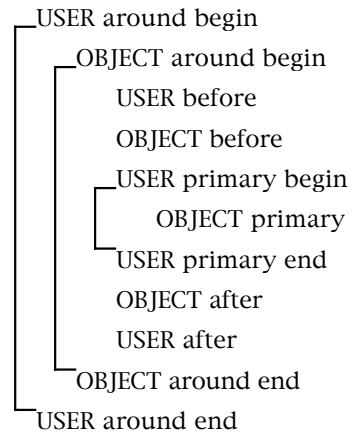 USER around begin
OBJECT around begin
USER before
OBJECT before
USER primary begin
OBJECT primary
USER primary end
OBJECT after
USER after
OBJECT around end
USER around end